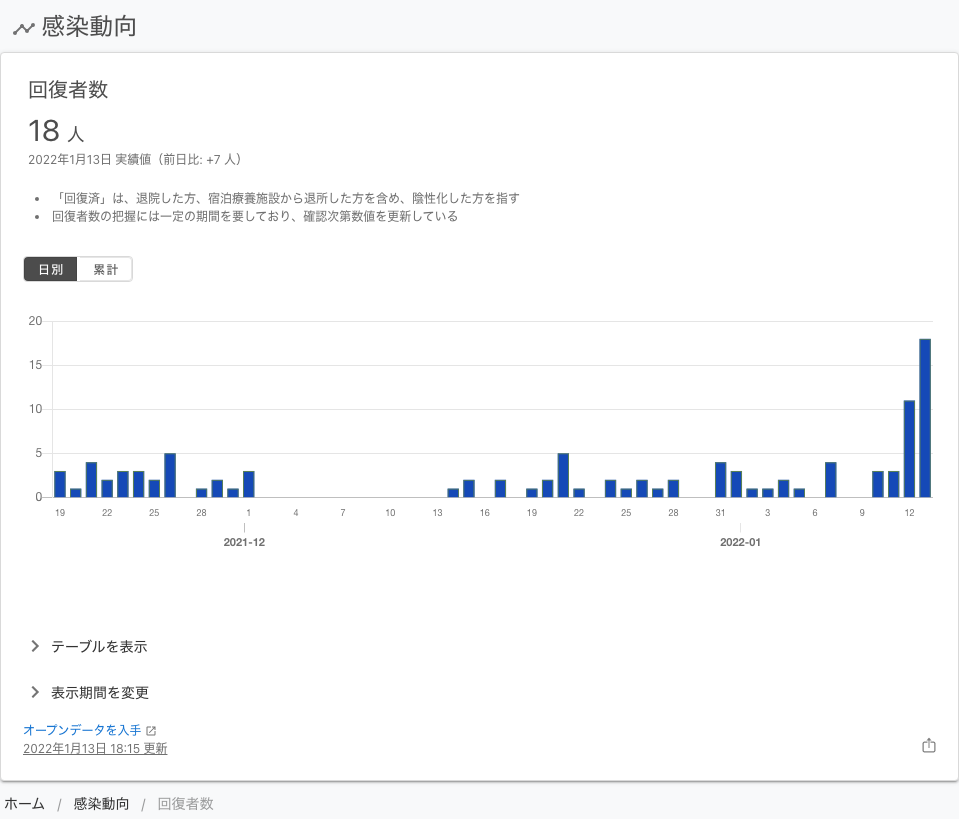 感染動向
回復者数
18 人
2022年1月13日 実績値（前日比: +7 人）
• 「回復済」は、退院した方、宿泊療養施設から退所した方を含め、陰性化した方を指す
• 回復者数の把握には一定の期間を要しており、確認次第数値を更新している
日別 累計
20
15
10
5
0
19 22 25 28 1 4 7 10 13 16 19 22 25 28 31 3 6 9 12
2021-12 2022-01
テーブルを表示
表示期間を変更
オープンデータを入手
2022年1月13日 18:15 更新
ホーム / 感染動向 / 回復者数